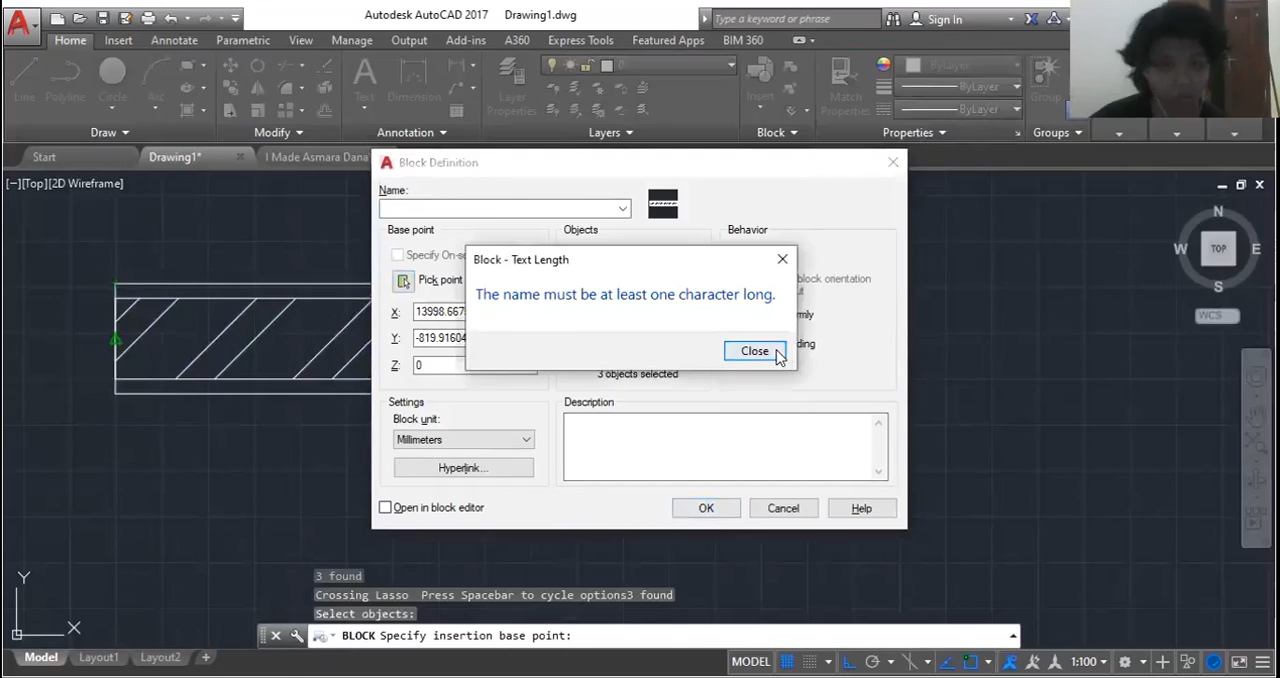 Autodesk AutoCAD 2017 Drawing1.dwg
Type a keyword or phrase
Sign In
Home Insert Annotate Parametric View Manage Output Add-ins A360 Express Tools Featured Apps BIM 360
Line Polyline Circle Arc
Text Dimension
Layer Properties
0
Insert
Match Properties
ByLayer
ByLayer
ByLayer
Group
Draw Modify Annotation Layers Block Properties Groups
Start Drawing1* I Made Asmara Dana
[−][Top][2D Wireframe]
N
W TOP E
S
WCS
Block Definition
Name:
Base point
Objects
Behavior
Pick point
X: 13998.667
Y: -819.91604
Z: 0
block orientation
3 objects selected
Block - Text Length
The name must be at least one character long.
Close
Settings
Block unit:
Millimeters
Hyperlink...
Description
Open in block editor
OK Cancel Help
Y
X
3 found
Crossing Lasso Press Spacebar to cycle options3 found
Select objects:
BLOCK Specify insertion base point:
Model Layout1 Layout2 +
MODEL
1:100